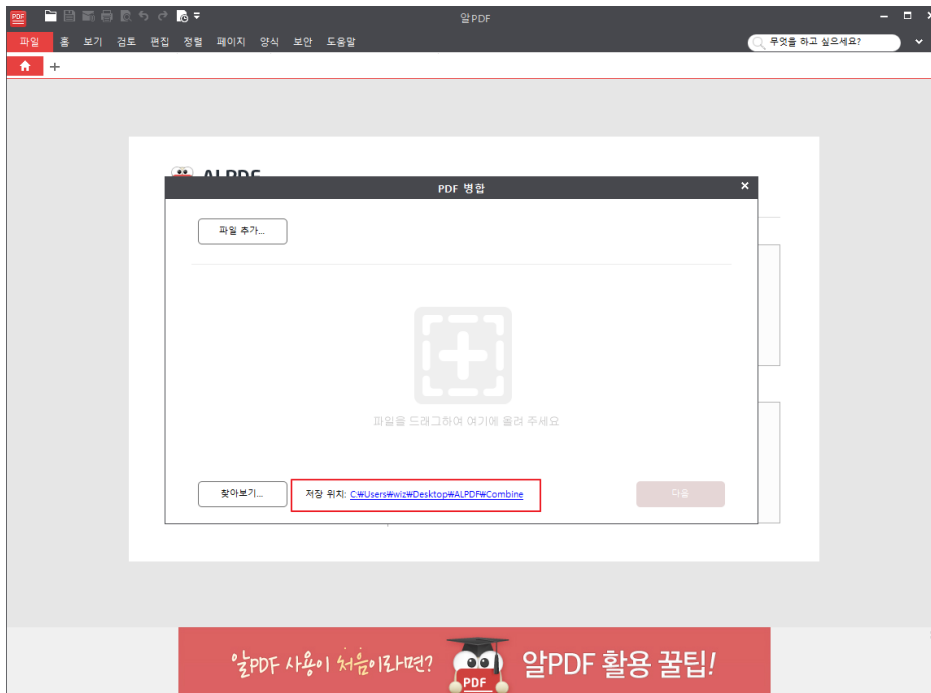 PDF
알PDF
파일 홈 보기 검토 편집 정렬 페이지 양식 보안 도움말
무엇을 하고 싶으세요?
ALPDF
PDF 병합
파일 추가...
파일을 드래그하여 여기에 올려 주세요
찾아보기...
저장 위치: C:₩Users₩wiz₩Desktop₩ALPDF₩Combine
다음
알PDF 사용이 처음이라면?
PDF
알PDF 활용 꿀팁!